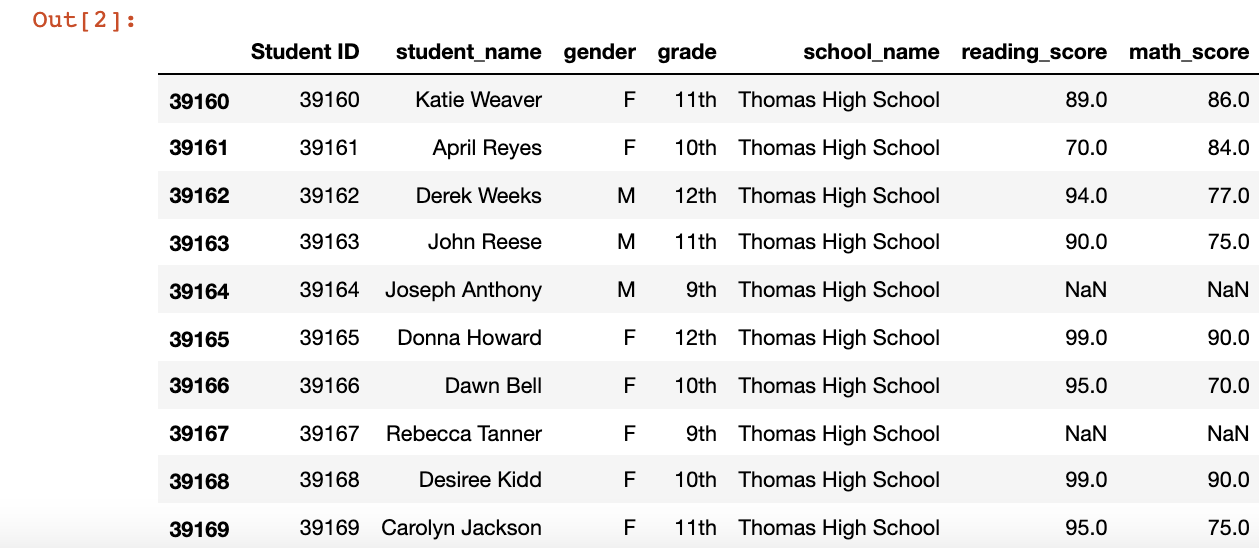 Out[2]:
Student ID student_name gender grade school_name reading_score math_score
39160 39160 Katie Weaver F 11th Thomas High School 89.0 86.0
39161 39161 April Reyes F 10th Thomas High School 70.0 84.0
39162 39162 Derek Weeks M 12th Thomas High School 94.0 77.0
39163 39163 John Reese M 11th Thomas High School 90.0 75.0
39164 39164 Joseph Anthony M 9th Thomas High School NaN NaN
39165 39165 Donna Howard F 12th Thomas High School 99.0 90.0
39166 39166 Dawn Bell F 10th Thomas High School 95.0 70.0
39167 39167 Rebecca Tanner F 9th Thomas High School NaN NaN
39168 39168 Desiree Kidd F 10th Thomas High School 99.0 90.0
39169 39169 Carolyn Jackson F 11th Thomas High School 95.0 75.0